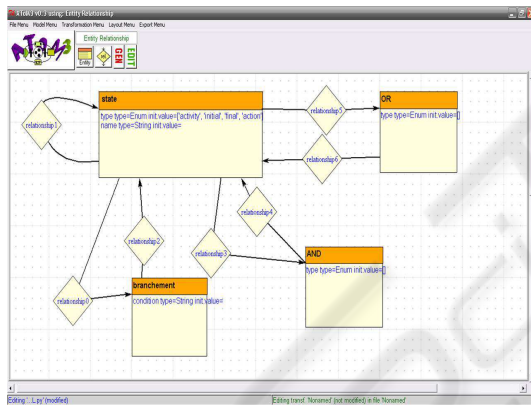 AToM3 v0.3 using: Entity Relationship
File Menu Model Menu Transformation Menu Layout Menu Export Menu
Entity Relationship
Entity
GEN
EDIT
state
type type=Enum init.value=['activity', 'initial', 'final', 'action']
name type=String init.value=
OR
type type=Enum init.value=[]
relationship1
relationship5
relationship6
relationship4
relationship2
relationship3
AND
type type=Enum init.value=[]
branchement
condition type=String init.value=
relationship0
Editing '...L.py' (modified)
Editing transf. 'Nonamed' (not modified) in file 'Nonamed'